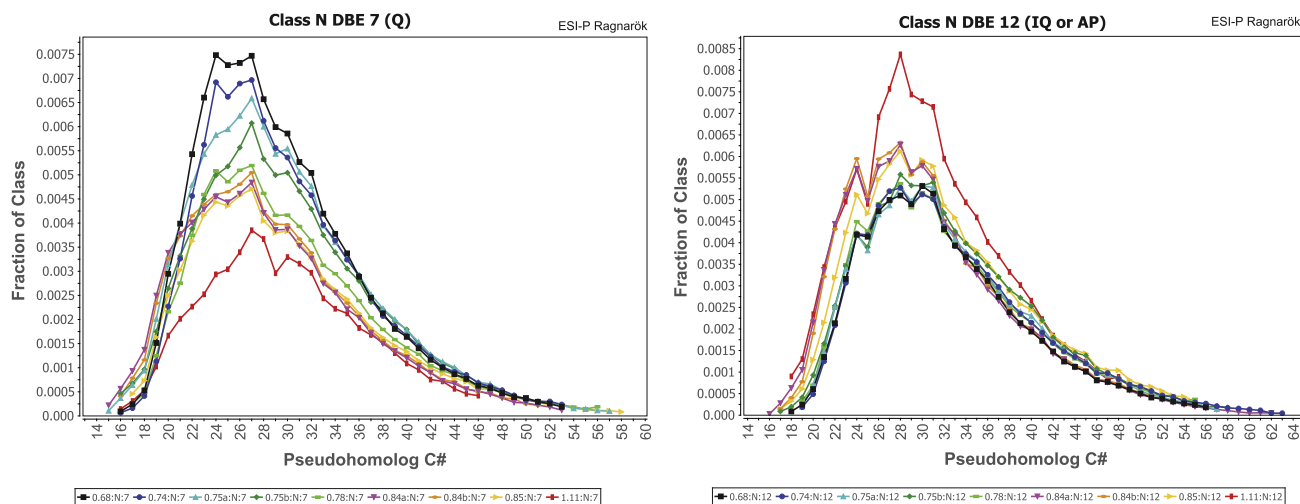 Class N DBE 7 (Q)
ESI-P Ragnarök
Fraction of Class
0.0075
0.007
0.0065
0.006
0.0055
0.005
0.0045
0.004
0.0035
0.003
0.0025
0.002
0.0015
0.001
0.0005
0.000
14 16 18 20 22 24 26 28 30 32 34 36 38 40 42 44 46 48 50 52 54 56 58 60
Pseudohomolog C#
0.68:N:7 0.74:N:7 0.75a:N:7 0.75b:N:7 0.78:N:7 0.84a:N:7 0.84b:N:7 0.85:N:7 1.11:N:7
Class N DBE 12 (IQ or AP)
ESI-P Ragnarök
Fraction of Class
0.0085
0.008
0.0075
0.007
0.0065
0.006
0.0055
0.005
0.0045
0.004
0.0035
0.003
0.0025
0.002
0.0015
0.001
0.0005
0.000
14 16 18 20 22 24 26 28 30 32 34 36 38 40 42 44 46 48 50 52 54 56 58 60 62 64
Pseudohomolog C#
0.68:N:12 0.74:N:12 0.75a:N:12 0.75b:N:12 0.78:N:12 0.84a:N:12 0.84b:N:12 0.85:N:12 1.11:N:12